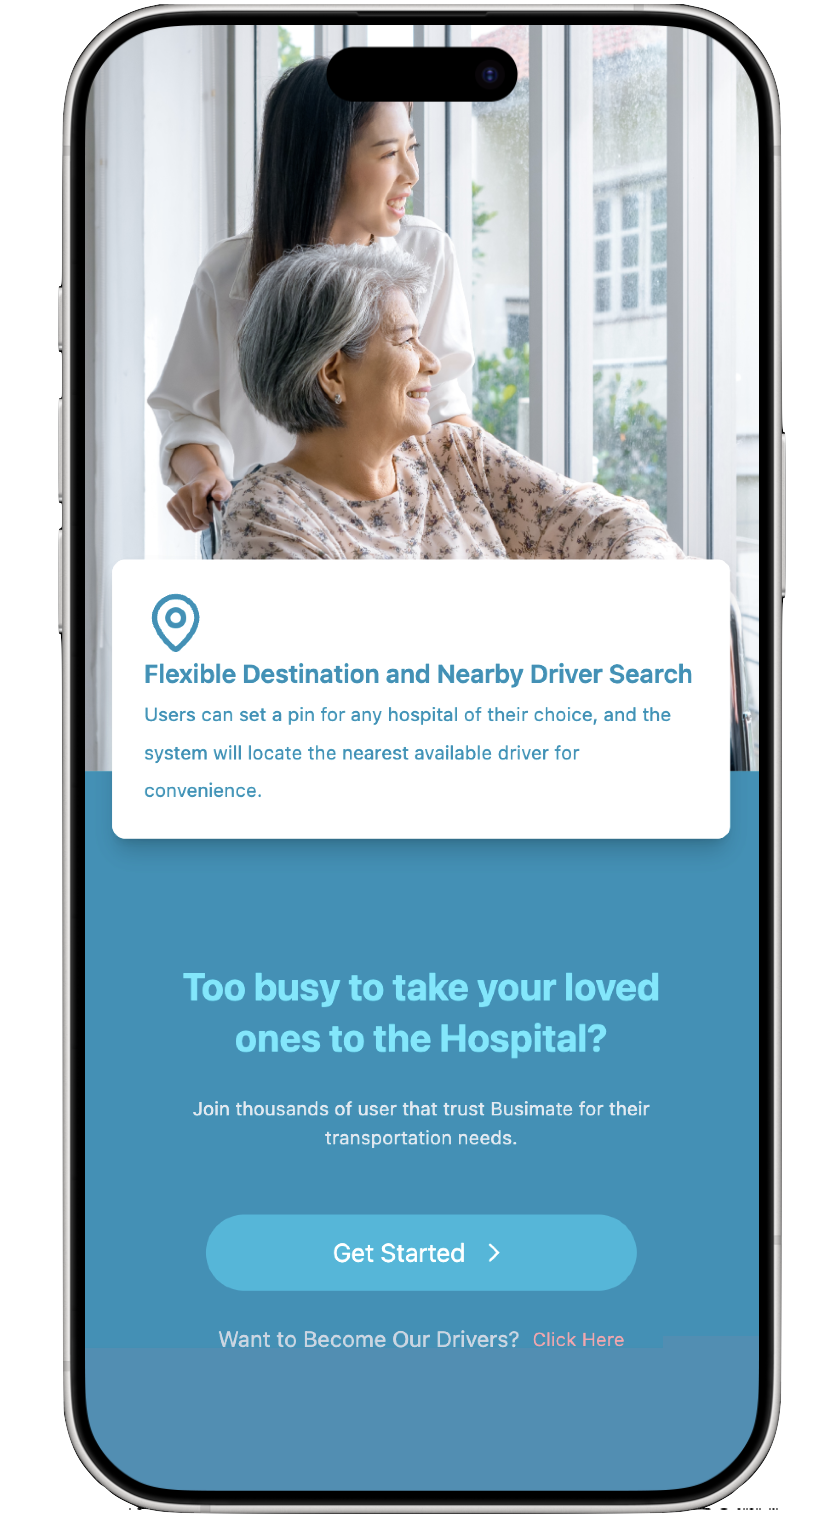 Flexible Destination and Nearby Driver Search
Users can set a pin for any hospital of their choice, and the
system will locate the nearest available driver for
convenience.
Too busy to take your loved
ones to the Hospital?
Join thousands of user that trust Busimate for their
transportation needs.
Get Started
Want to Become Our Drivers? Click Here